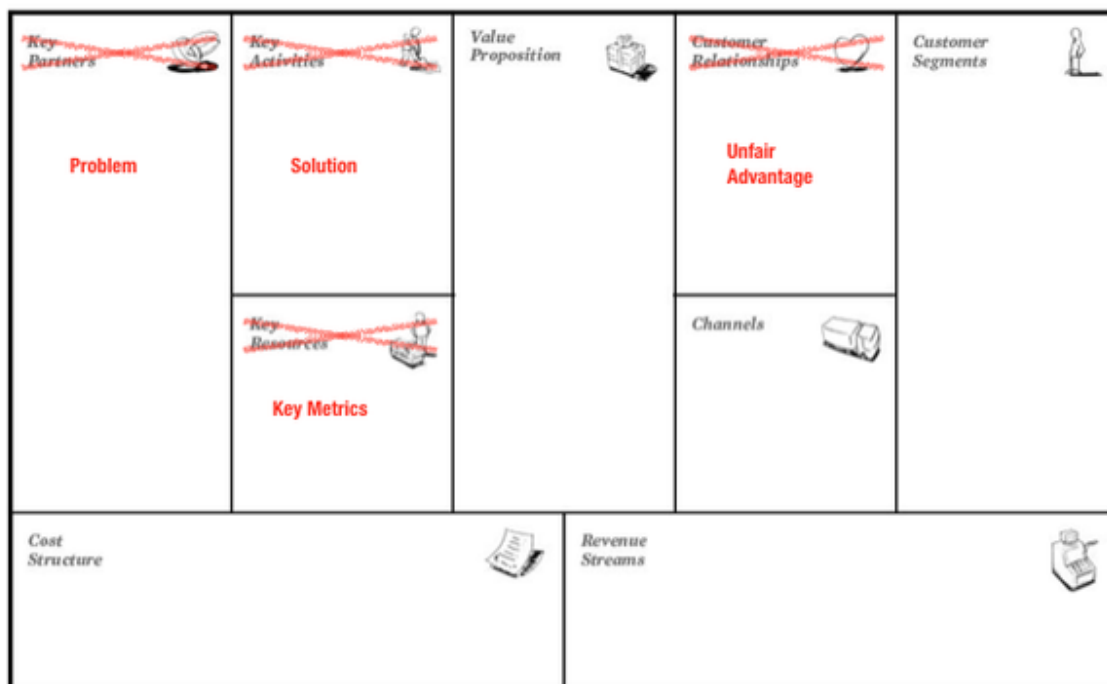 Key
Partners
Problem
Key
Activities
Solution
Key
Resources
Key Metrics
Value
Proposition
Customer
Relationships
Unfair
Advantage
Channels
Customer
Segments
Cost
Structure
Revenue
Streams